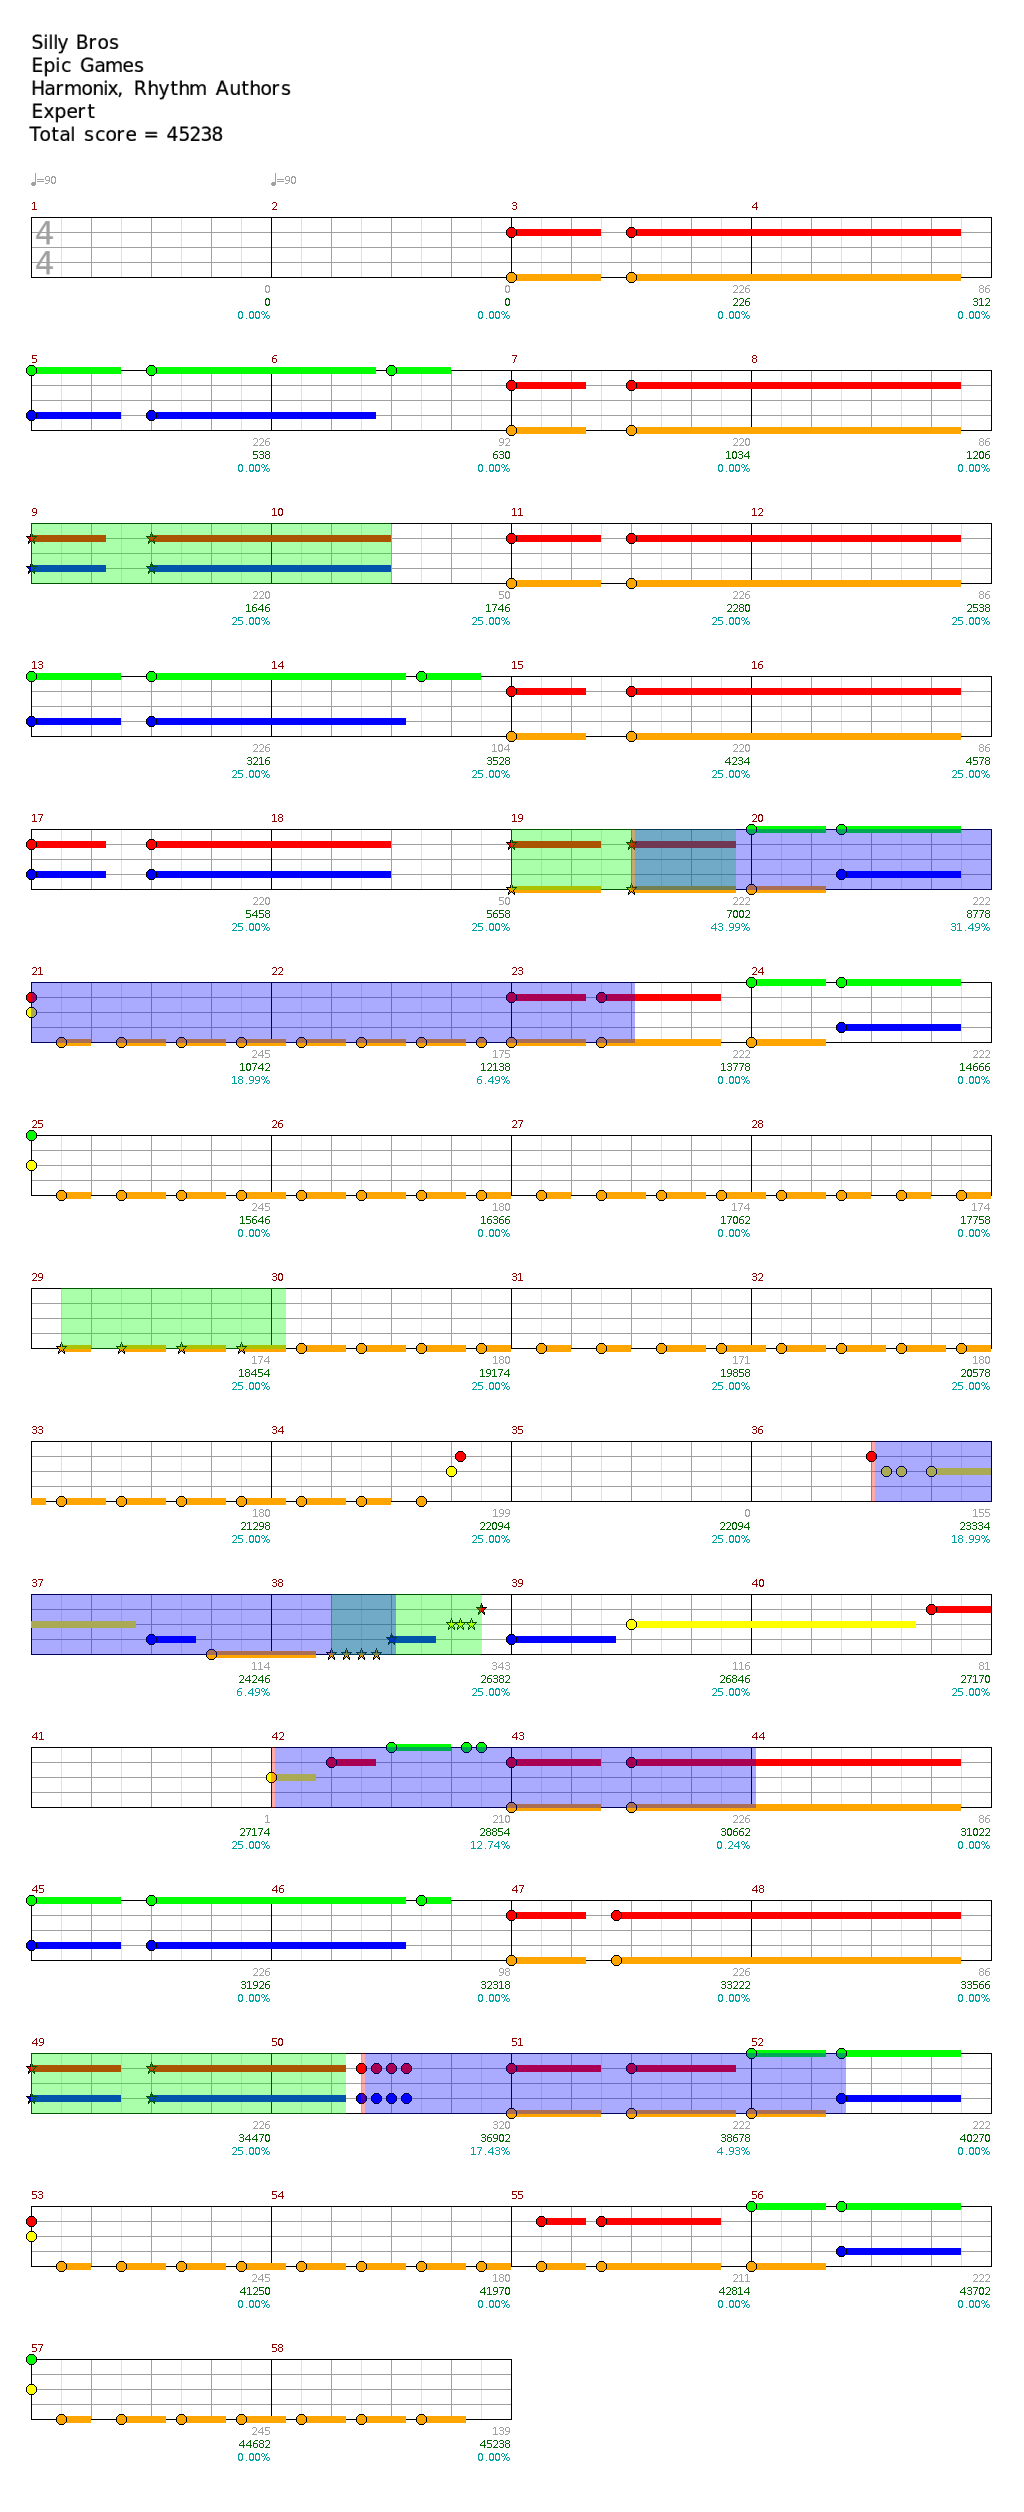 Silly Bros
Epic Games
Harmonix, Rhythm Authors
Expert
Total score = 45238
♩=90 ♩=90
1 2 3 4
4
4
0 0 226 86
0 0 226 312
0.00% 0.00% 0.00% 0.00%
5 6 7 8
226 92 220 86
538 630 1034 1206
0.00% 0.00% 0.00% 0.00%
9 10 11 12
220 50 226 86
1646 1746 2280 2538
25.00% 25.00% 25.00% 25.00%
13 14 15 16
226 104 220 86
3216 3528 4234 4578
25.00% 25.00% 25.00% 25.00%
17 18 19 20
220 50 222 222
5458 5658 7002 8778
25.00% 25.00% 43.99% 31.49%
21 22 23 24
245 175 222 222
10742 12138 13778 14666
18.99% 6.49% 0.00% 0.00%
25 26 27 28
245 180 174 174
15646 16366 17062 17758
0.00% 0.00% 0.00% 0.00%
29 30 31 32
174 180 171 180
18454 19174 19858 20578
25.00% 25.00% 25.00% 25.00%
33 34 35 36
180 199 0 155
21298 22094 22094 23334
25.00% 25.00% 25.00% 18.99%
37 38 39 40
114 343 116 81
24246 26382 26846 27170
6.49% 25.00% 25.00% 25.00%
41 42 43 44
1 210 226 86
27174 28854 30662 31022
25.00% 12.74% 0.24% 0.00%
45 46 47 48
226 98 226 86
31926 32318 33222 33566
0.00% 0.00% 0.00% 0.00%
49 50 51 52
226 320 222 222
34470 36902 38678 40270
25.00% 17.43% 4.93% 0.00%
53 54 55 56
245 180 211 222
41250 41970 42814 43702
0.00% 0.00% 0.00% 0.00%
57 58
245 139
44682 45238
0.00% 0.00%